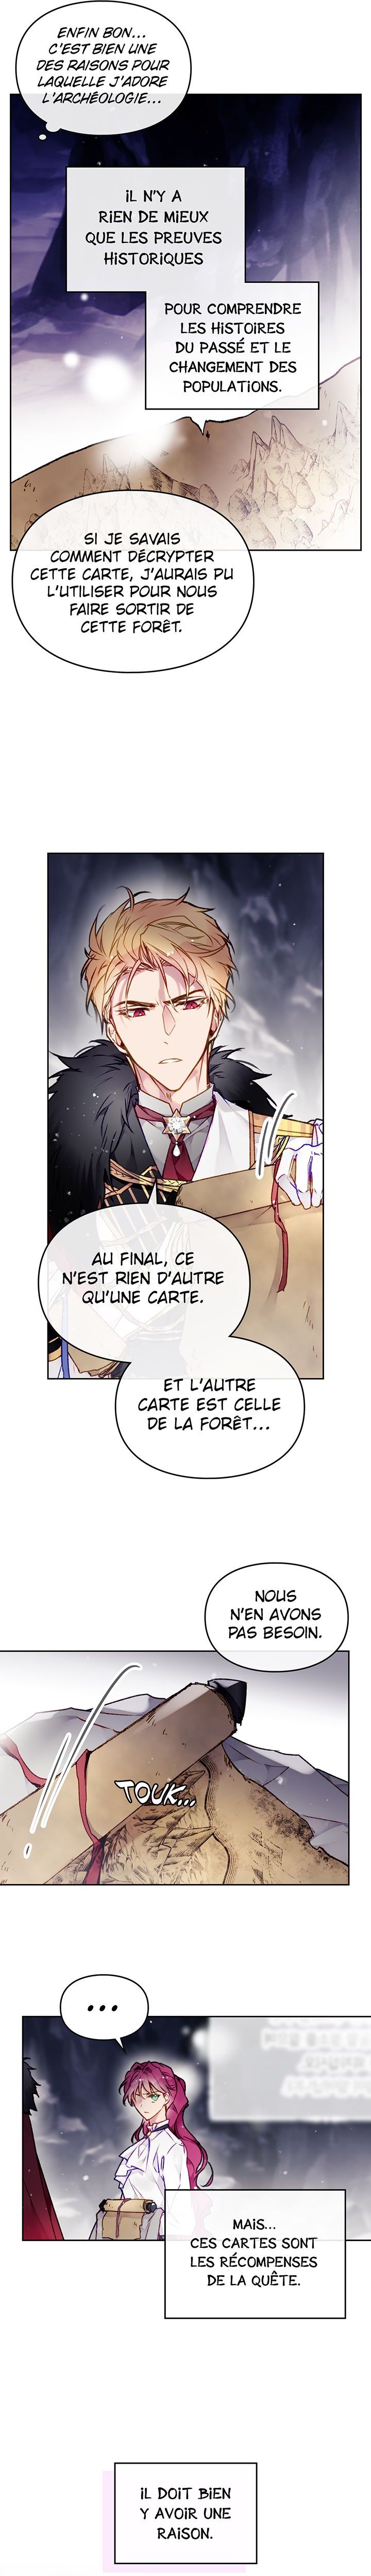 ENFIN BON...
C'EST BIEN UNE
DES RAISONS POUR
LAQUELLE J'ADORE
L'ARCHÉOLOGIE...
IL N'Y A
RIEN DE MIEUX
QUE LES PREUVES
HISTORIQUES
POUR COMPRENDRE
LES HISTOIRES
DU PASSÉ ET LE
CHANGEMENT DES
POPULATIONS.
SI JE SAVAIS
COMMENT DÉCRYPTER
CETTE CARTE, J'AURAIS PU
L'UTILISER POUR NOUS
FAIRE SORTIR DE
CETTE FORÊT.
AU FINAL, CE
N'EST RIEN D'AUTRE
QU'UNE CARTE.
ET L'AUTRE
CARTE EST CELLE
DE LA FORÊT...
NOUS
N'EN AVONS
PAS BESOIN.
TOUK...
...
MAIS...
CES CARTES SONT
LES RÉCOMPENSES
DE LA QUÊTE.
IL DOIT BIEN
Y AVOIR UNE
RAISON.